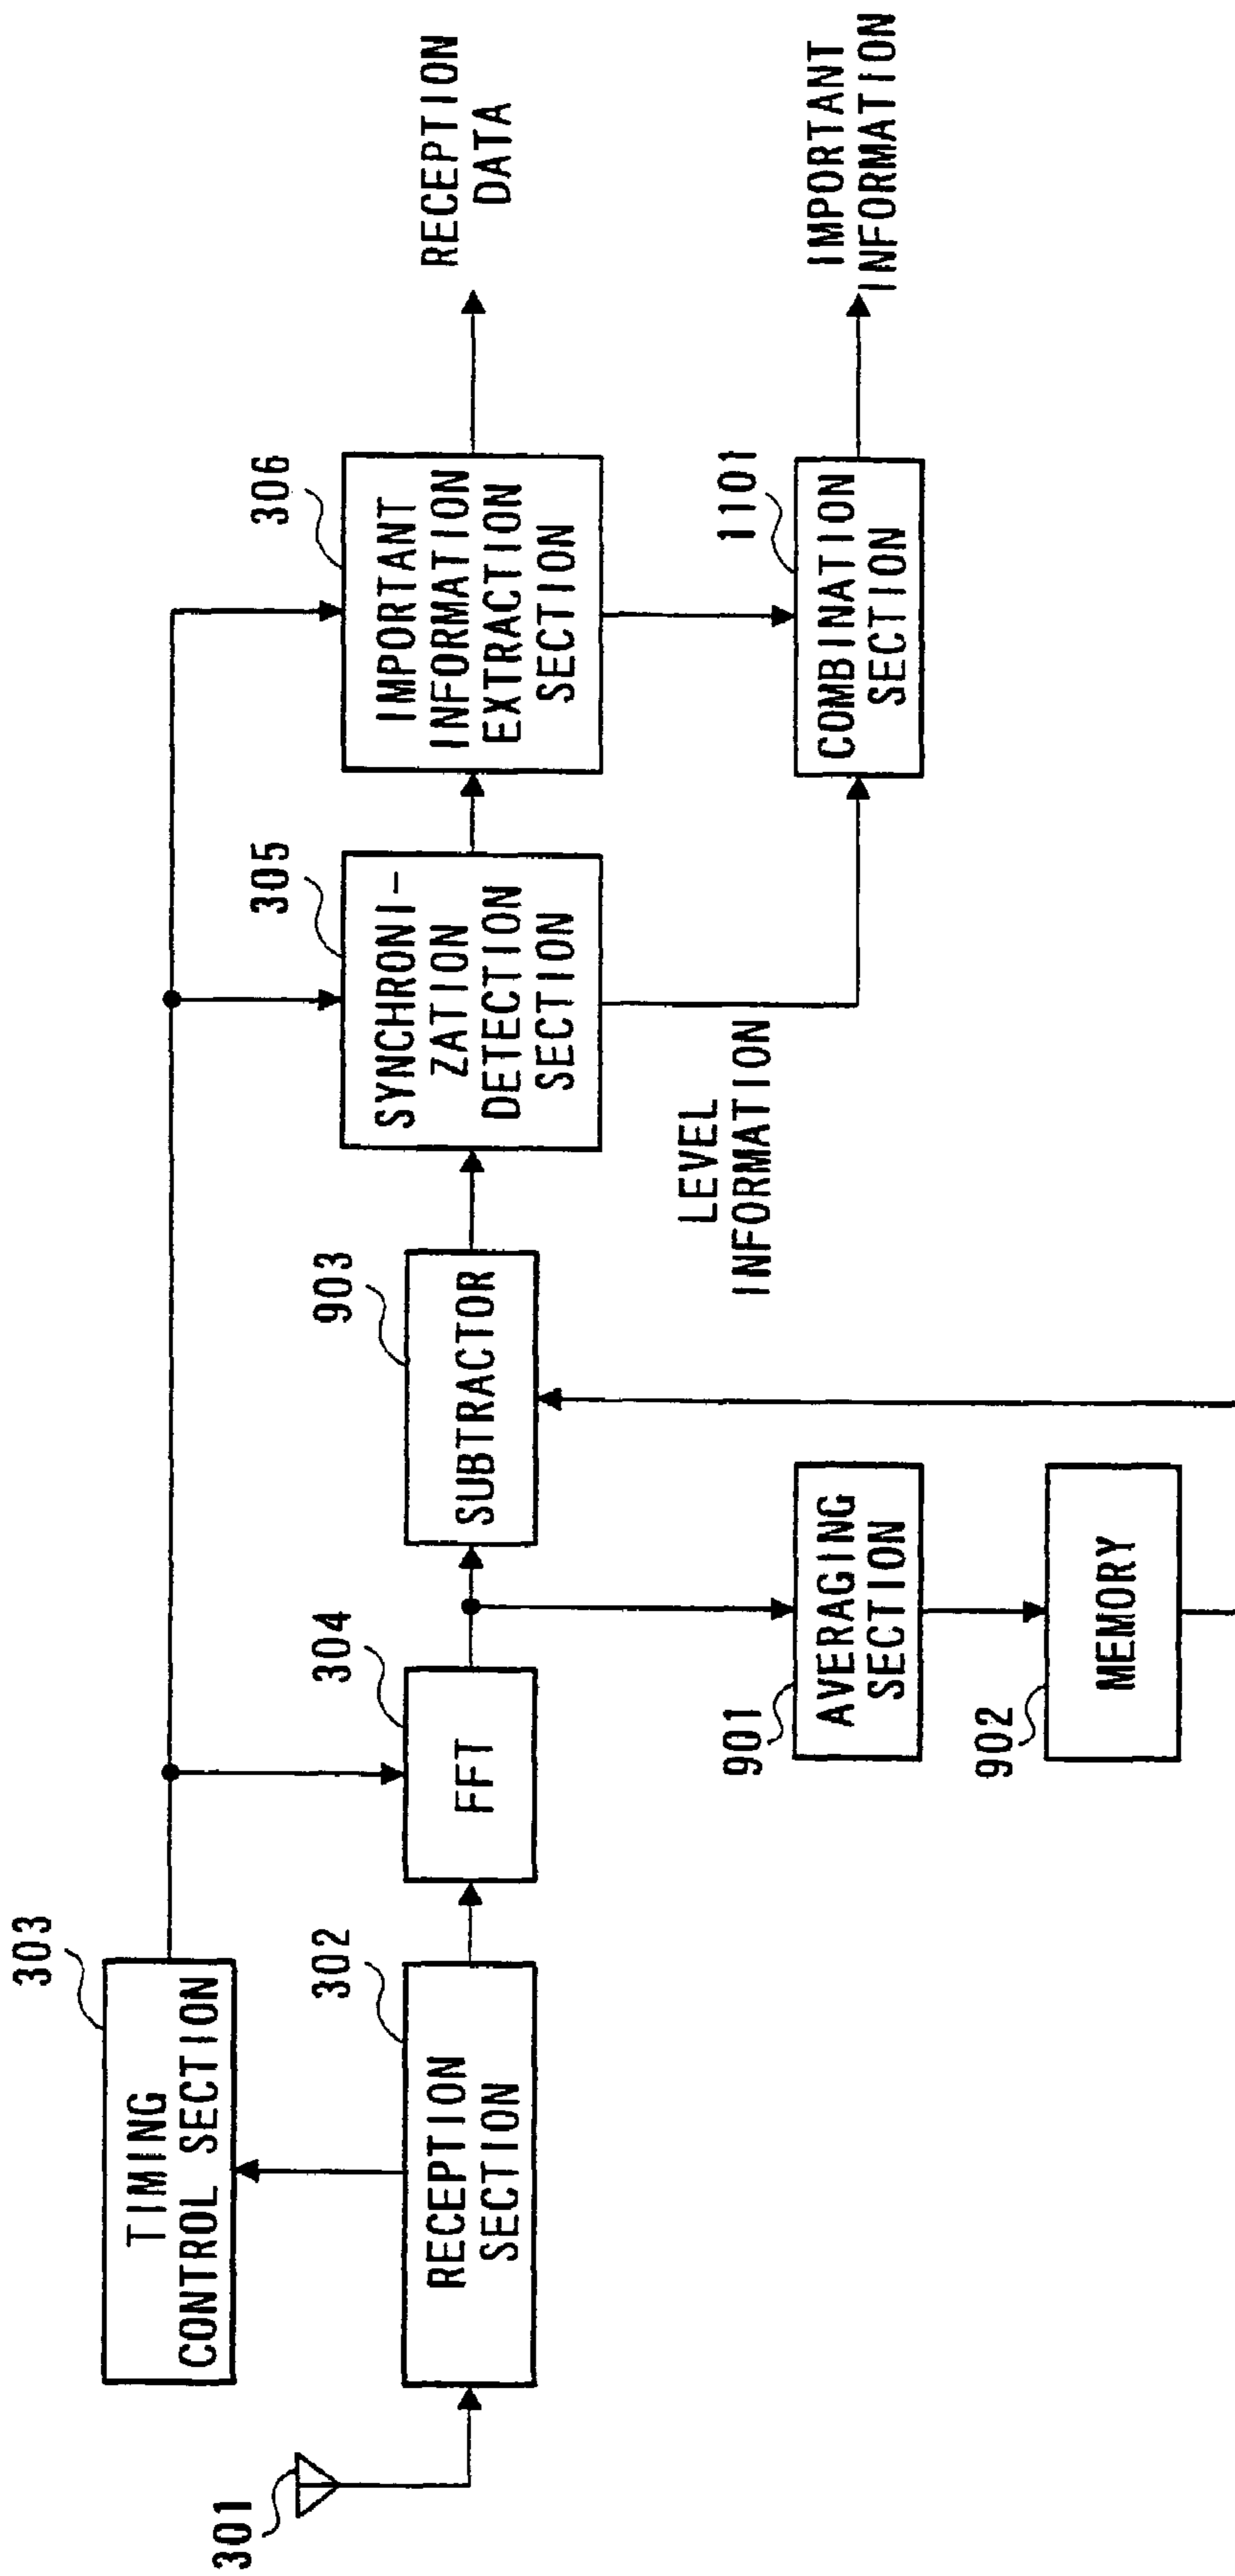 303
TIMING
CONTROL SECTION
301
302
RECEPTION
SECTION
304
FFT
903
SUBTRACTOR
305
SYNCHRONI-
ZATION
DETECTION
SECTION
306
IMPORTANT
INFORMATION
EXTRACTION
SECTION
RECEPTION
DATA
LEVEL
INFORMATION
1101
COMBINATION
SECTION
IMPORTANT
INFORMATION
901
AVERAGING
SECTION
902
MEMORY